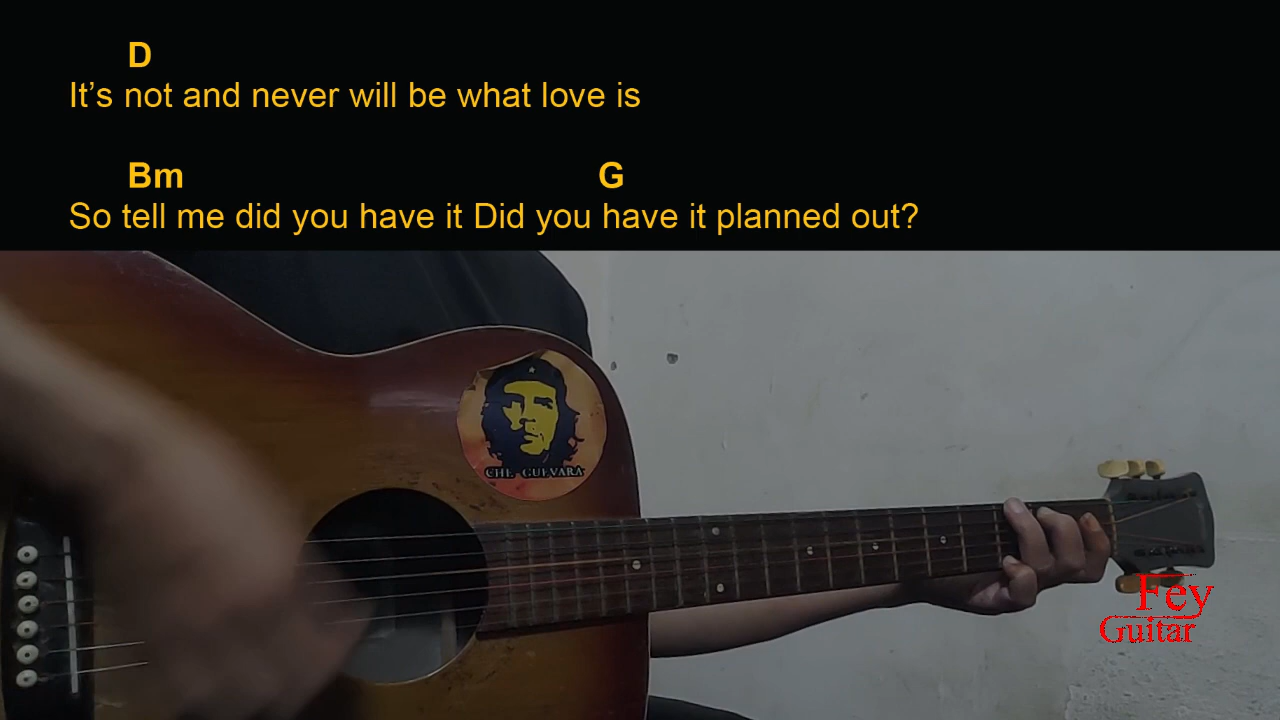 D
It’s not and never will be what love is
Bm G
So tell me did you have it Did you have it planned out?
CHE GUEVARA
Fey
Guitar